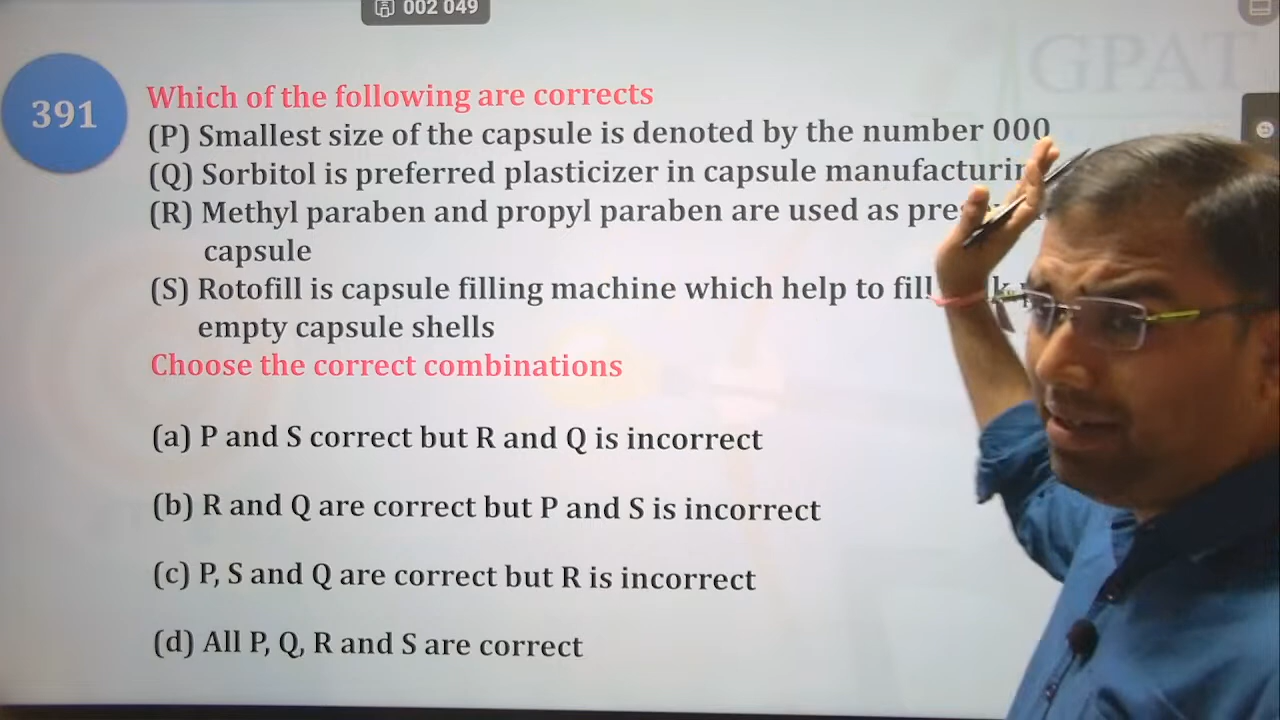 002 049
GPAT
391
Which of the following are corrects
(P) Smallest size of the capsule is denoted by the number 000
(Q) Sorbitol is preferred plasticizer in capsule
(R) Methyl paraben and propyl paraben are used as
capsule
(S) Rotofill is capsule filling machine which help to fill
empty capsule shells
Choose the correct combinations
(a) P and S correct but R and Q is incorrect
(b) R and Q are correct but P and S is incorrect
(c) P, S and Q are correct but R is incorrect
(d) All P, Q, R and S are correct